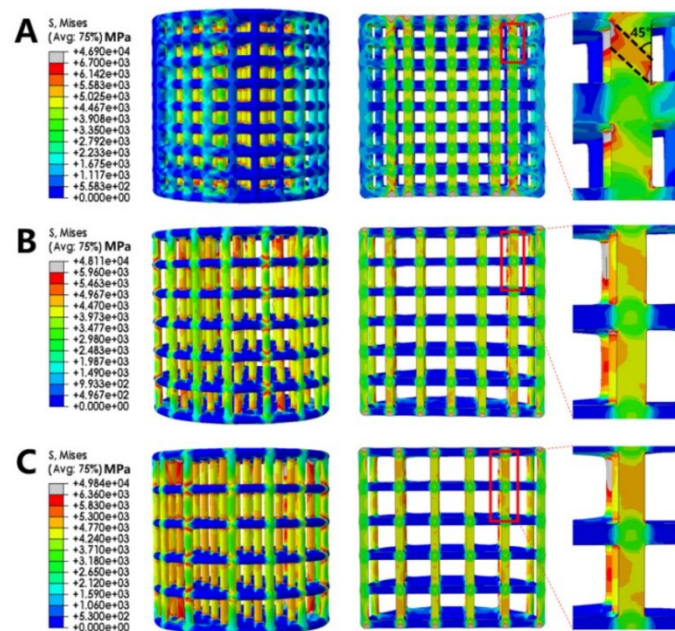 A
S, Mises
(Avg: 75%) MPa
+4.690e+04
+6.700e+03
+6.142e+03
+5.583e+03
+5.025e+03
+4.467e+03
+3.908e+03
+3.350e+03
+2.792e+03
+2.233e+03
+1.675e+03
+1.117e+03
+5.583e+02
+0.000e+00
45°
B
S, Mises
(Avg: 75%) MPa
+4.811e+04
+5.960e+03
+5.463e+03
+4.967e+03
+4.470e+03
+3.973e+03
+3.477e+03
+2.980e+03
+2.483e+03
+1.987e+03
+1.490e+03
+9.933e+02
+4.967e+02
+0.000e+00
C
S, Mises
(Avg: 75%) MPa
+4.984e+04
+6.360e+03
+5.830e+03
+5.300e+03
+4.770e+03
+4.240e+03
+3.710e+03
+3.180e+03
+2.650e+03
+2.120e+03
+1.590e+03
+1.060e+03
+5.300e+02
+0.000e+00